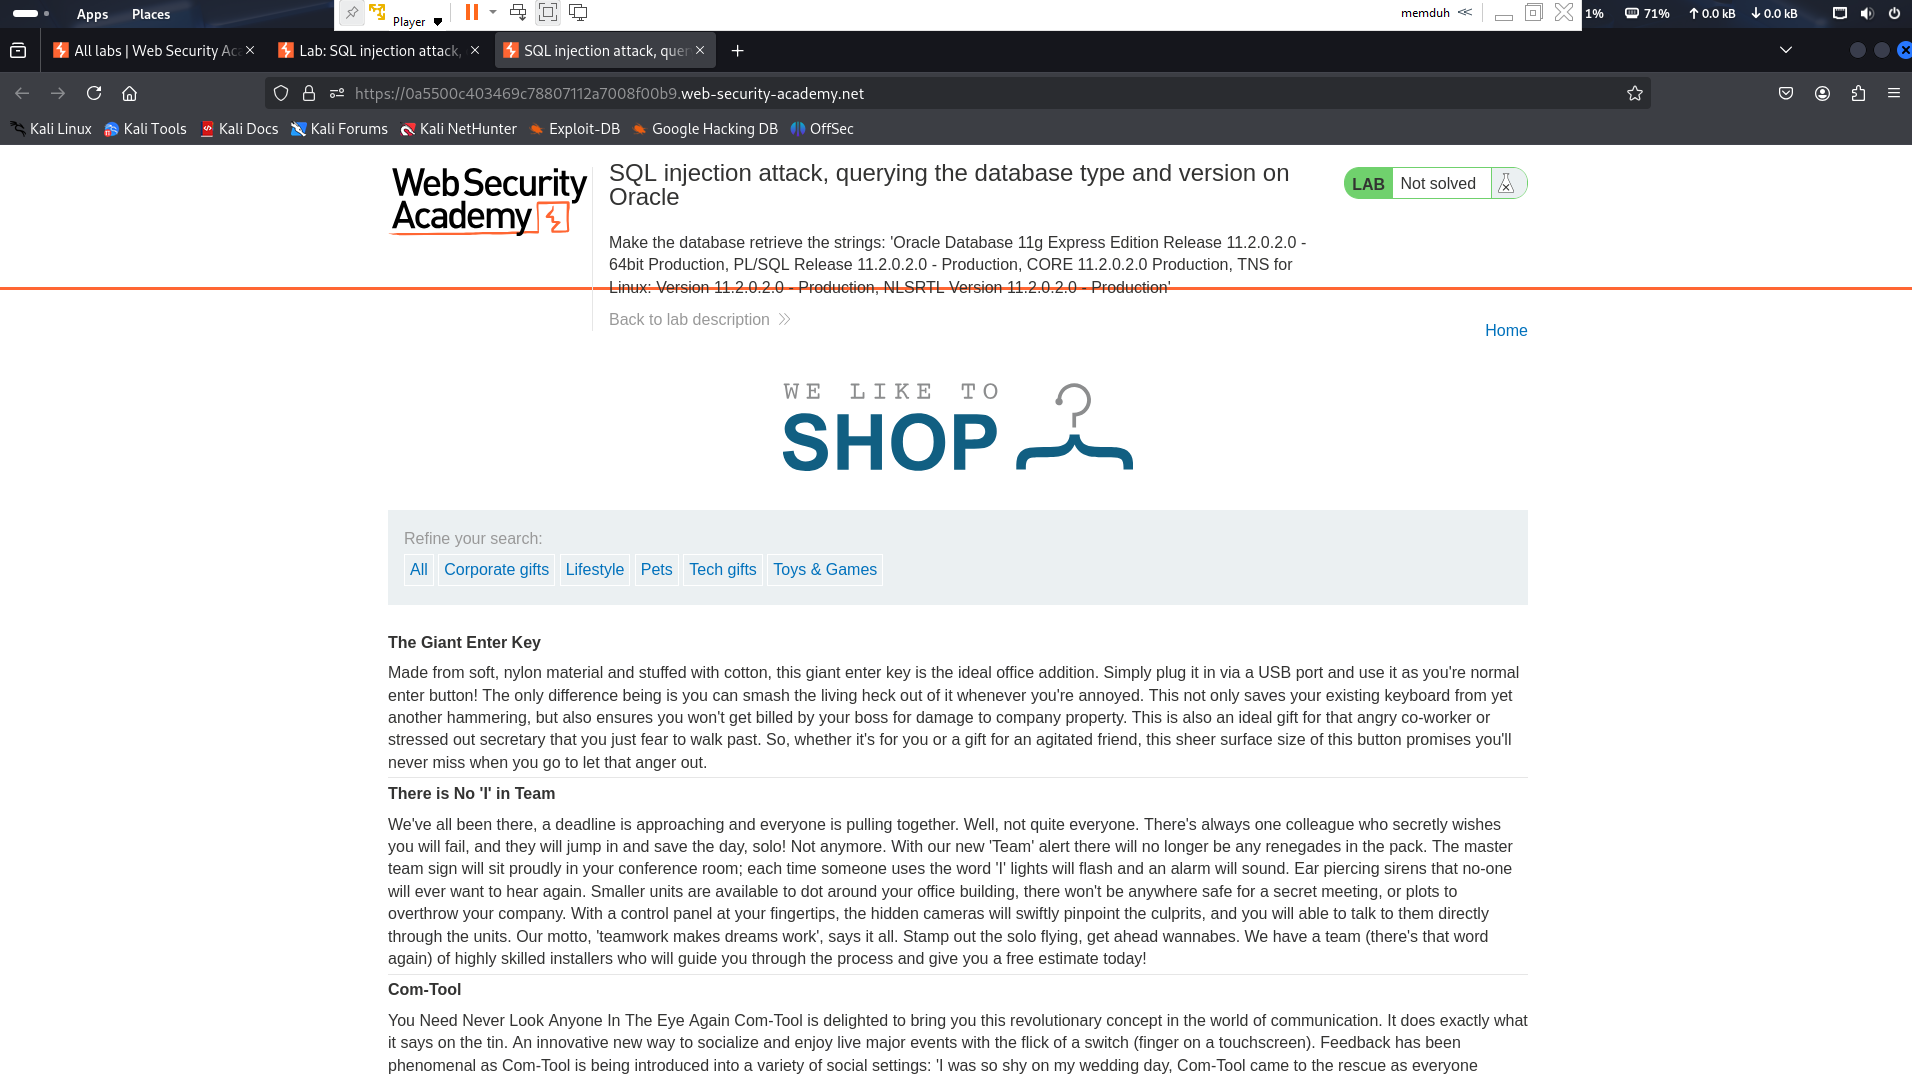 Apps Places
Player
memduh
1% 71% 0.0 kB 0.0 kB
All labs | Web Security Ac
Lab: SQL injection attack,
SQL injection attack, quer
https://0a5500c403469c78807112a7008f00b9.web-security-academy.net
Kali Linux Kali Tools Kali Docs Kali Forums Kali NetHunter Exploit-DB Google Hacking DB OffSec
Web Security
Academy
SQL injection attack, querying the database type and version on
Oracle
LAB Not solved
Make the database retrieve the strings: 'Oracle Database 11g Express Edition Release 11.2.0.2.0 -
64bit Production, PL/SQL Release 11.2.0.2.0 - Production, CORE 11.2.0.2.0 Production, TNS for
Linux: Version 11.2.0.2.0 - Production, NLSRTL Version 11.2.0.2.0 - Production'
Back to lab description
Home
WE LIKE TO
SHOP
Refine your search:
All Corporate gifts Lifestyle Pets Tech gifts Toys & Games
The Giant Enter Key
Made from soft, nylon material and stuffed with cotton, this giant enter key is the ideal office addition. Simply plug it in via a USB port and use it as you're normal
enter button! The only difference being is you can smash the living heck out of it whenever you're annoyed. This not only saves your existing keyboard from yet
another hammering, but also ensures you won't get billed by your boss for damage to company property. This is also an ideal gift for that angry co-worker or
stressed out secretary that you just fear to walk past. So, whether it's for you or a gift for an agitated friend, this sheer surface size of this button promises you'll
never miss when you go to let that anger out.
There is No 'I' in Team
We've all been there, a deadline is approaching and everyone is pulling together. Well, not quite everyone. There's always one colleague who secretly wishes
you will fail, and they will jump in and save the day, solo! Not anymore. With our new 'Team' alert there will no longer be any renegades in the pack. The master
team sign will sit proudly in your conference room; each time someone uses the word 'I' lights will flash and an alarm will sound. Ear piercing sirens that no-one
will ever want to hear again. Smaller units are available to dot around your office building, there won't be anywhere safe for a secret meeting, or plots to
overthrow your company. With a control panel at your fingertips, the hidden cameras will swiftly pinpoint the culprits, and you will able to talk to them directly
through the units. Our motto, 'teamwork makes dreams work', says it all. Stamp out the solo flying, get ahead wannabes. We have a team (there's that word
again) of highly skilled installers who will guide you through the process and give you a free estimate today!
Com-Tool
You Need Never Look Anyone In The Eye Again Com-Tool is delighted to bring you this revolutionary concept in the world of communication. It does exactly what
it says on the tin. An innovative new way to socialize and enjoy live major events with the flick of a switch (finger on a touchscreen). Feedback has been
phenomenal as Com-Tool is being introduced into a variety of social settings: 'I was so shy on my wedding day, Com-Tool came to the rescue as everyone